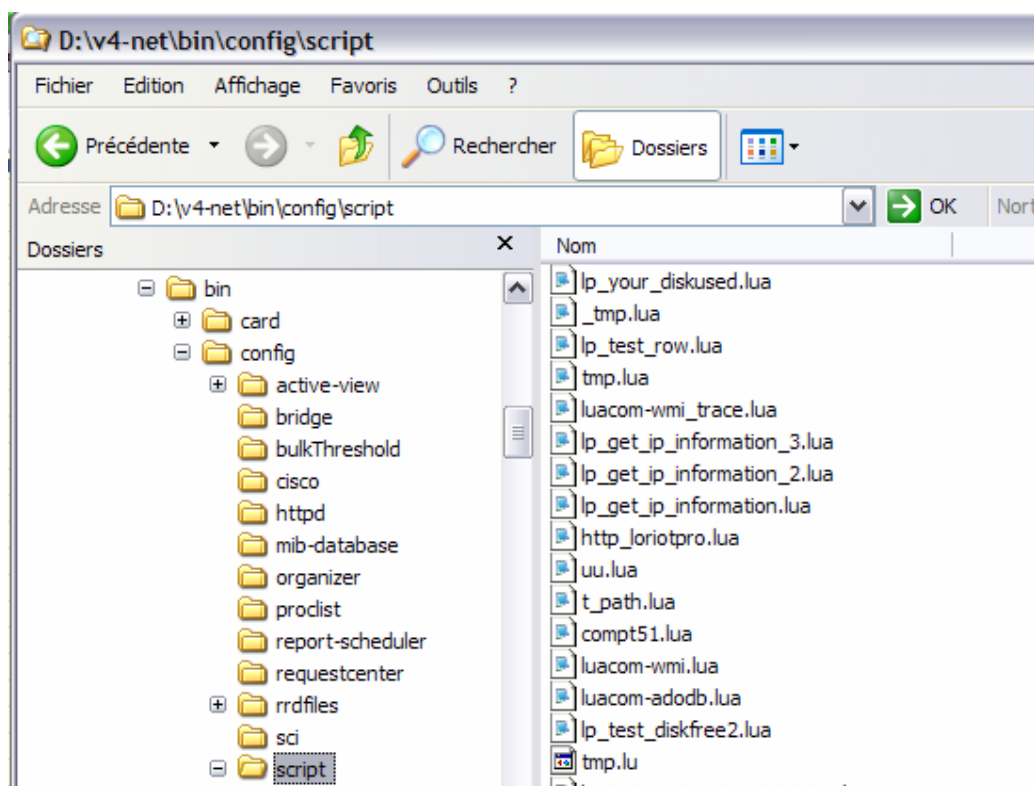 D:\v4-net\bin\config\script
Fichier Edition Affichage Favoris Outils ?
Précédente Rechercher Dossiers
Adresse D:\v4-net\bin\config\script OK Nort
Dossiers X Nom
bin
card
config
active-view
bridge
bulkThreshold
cisco
httpd
mib-database
organizer
proclist
report-scheduler
requestcenter
rrdfiles
sci
script
lp_your_diskused.lua
_tmp.lua
lp_test_row.lua
tmp.lua
luacom-wmi_trace.lua
lp_get_ip_information_3.lua
lp_get_ip_information_2.lua
lp_get_ip_information.lua
http_loriotpro.lua
uu.lua
t_path.lua
compt51.lua
luacom-wmi.lua
luacom-adodb.lua
lp_test_diskfree2.lua
tmp.lu